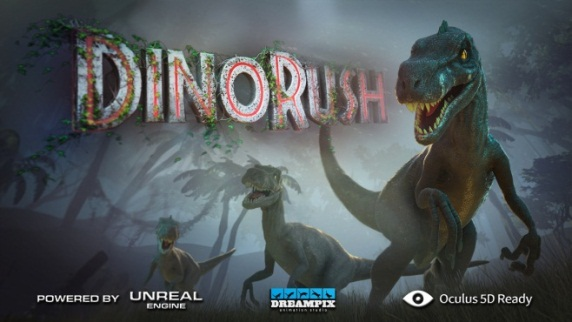 DINORUSH
POWERED BY UNREAL ENGINE
DREAMPIX
animation studio
Oculus 5D Ready